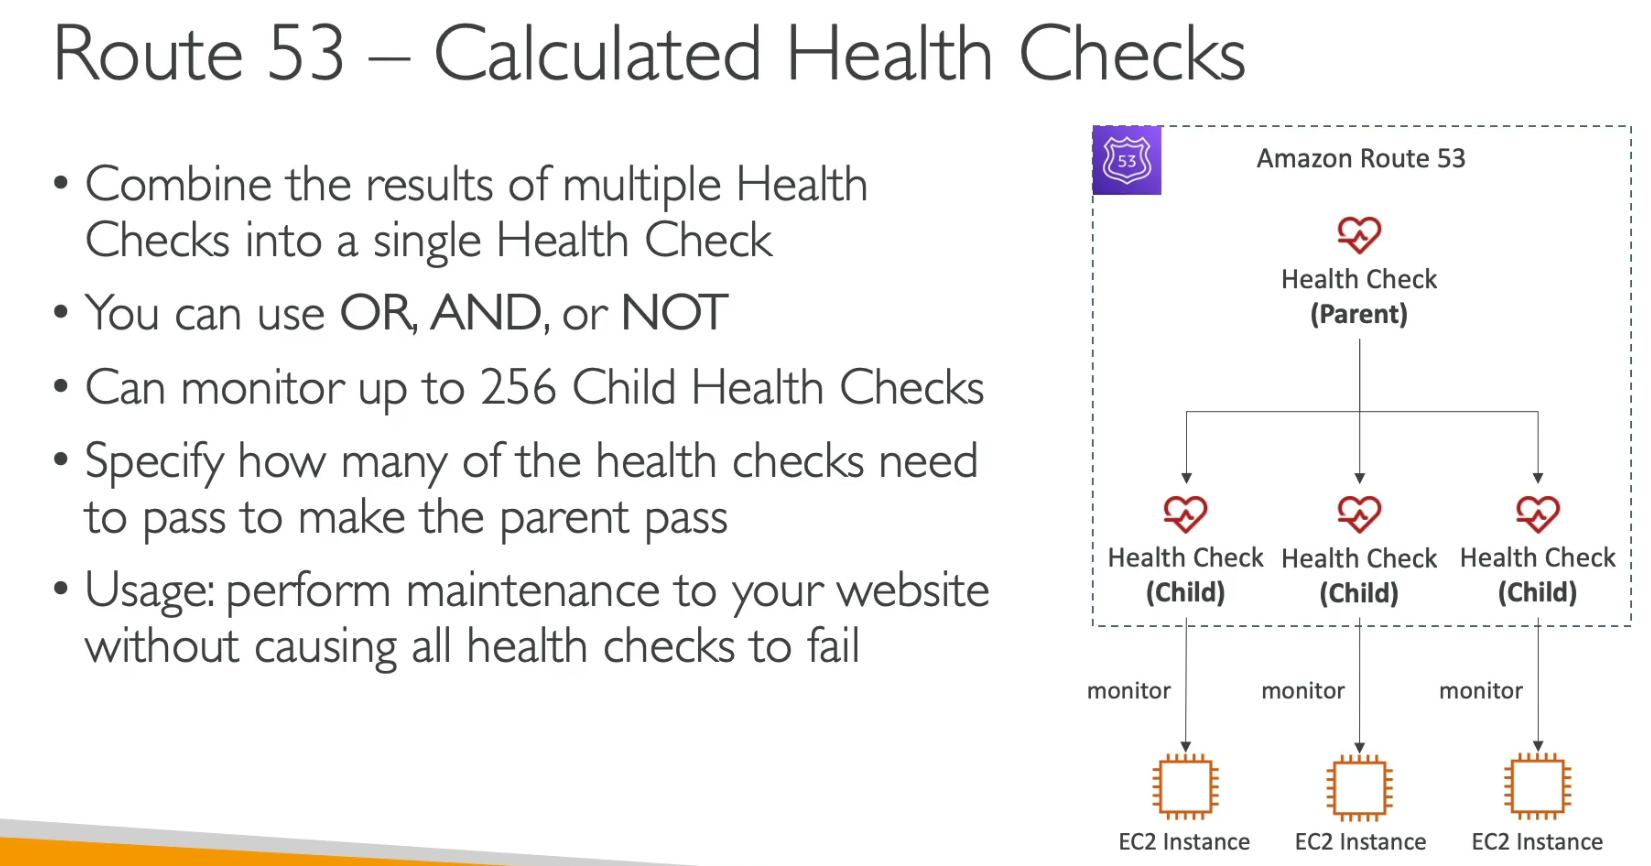 Route 53 – Calculated Health Checks
• Combine the results of multiple Health
Checks into a single Health Check
• You can use OR, AND, or NOT
• Can monitor up to 256 Child Health Checks
• Specify how many of the health checks need
to pass to make the parent pass
• Usage: perform maintenance to your website
without causing all health checks to fail
53
Amazon Route 53
Health Check
(Parent)
Health Check
(Child)
Health Check
(Child)
Health Check
(Child)
monitor
monitor
monitor
EC2 Instance
EC2 Instance
EC2 Instance